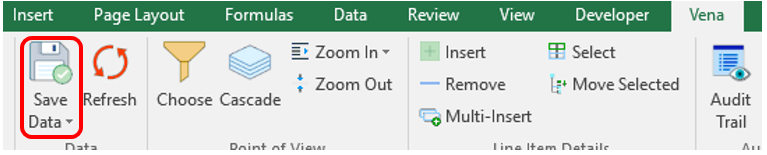 Insert Page Layout Formulas Data Review View Developer Vena
Save Data Refresh Choose Cascade Zoom In Zoom Out Insert Remove Multi-Insert Select Move Selected Audit Trail
Data Point of View Line Item Details Au